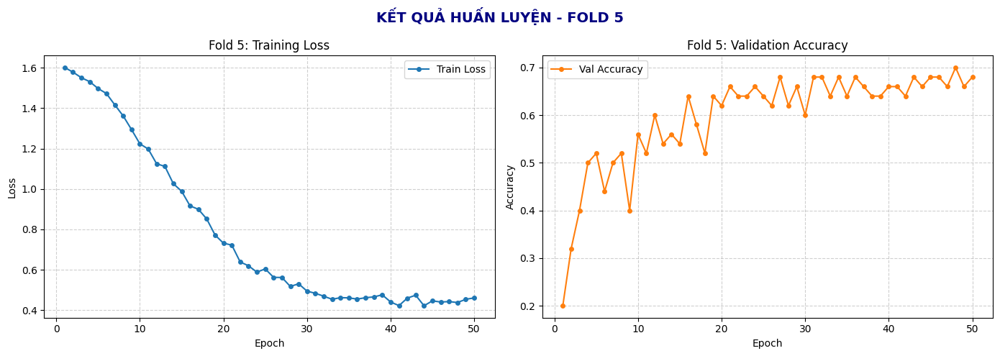 KẾT QUẢ HUẤN LUYỆN - FOLD 5
Fold 5: Training Loss
Train Loss
1.6
1.4
1.2
1.0
0.8
0.6
0.4
Loss
0
10
20
30
40
50
Epoch
Fold 5: Validation Accuracy
Val Accuracy
0.7
0.6
0.5
0.4
0.3
0.2
Accuracy
0
10
20
30
40
50
Epoch